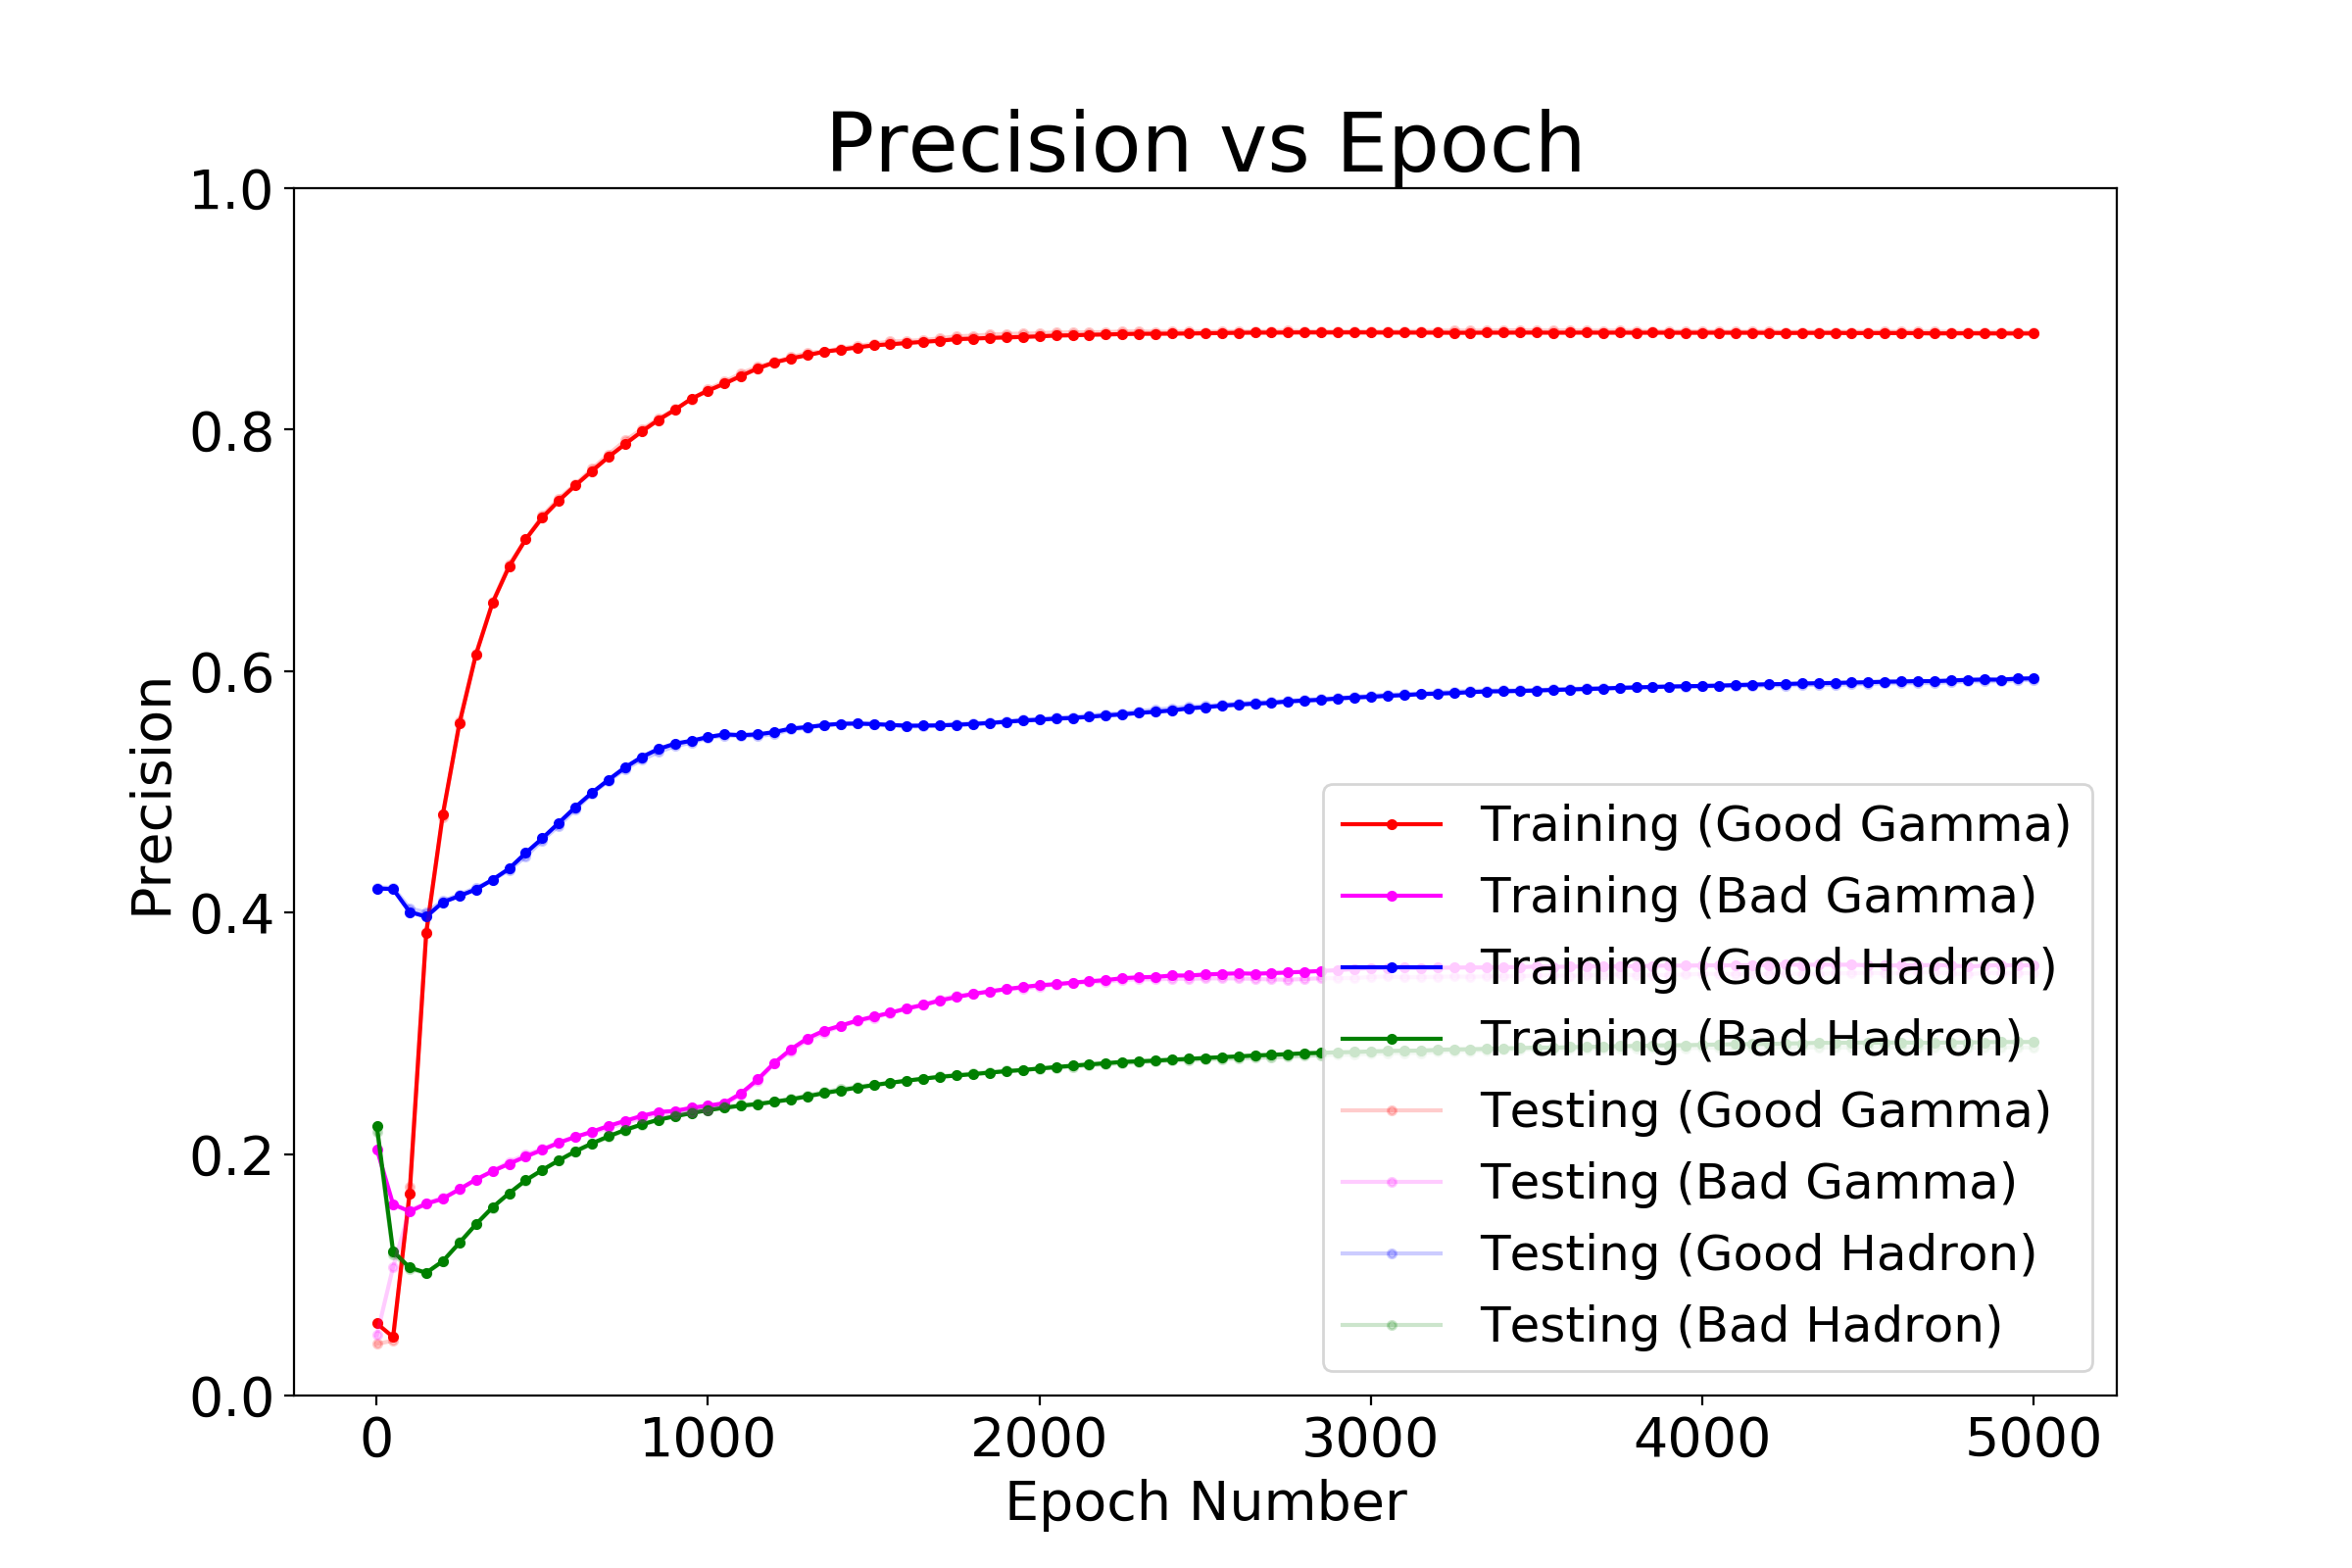 Precision vs Epoch
1.0
0.8
0.6
0.4
0.2
0.0
Precision
Training (Good Gamma)
Training (Bad Gamma)
Training (Good Hadron)
Training (Bad Hadron)
Testing (Good Gamma)
Testing (Bad Gamma)
Testing (Good Hadron)
Testing (Bad Hadron)
0 1000 2000 3000 4000 5000
Epoch Number